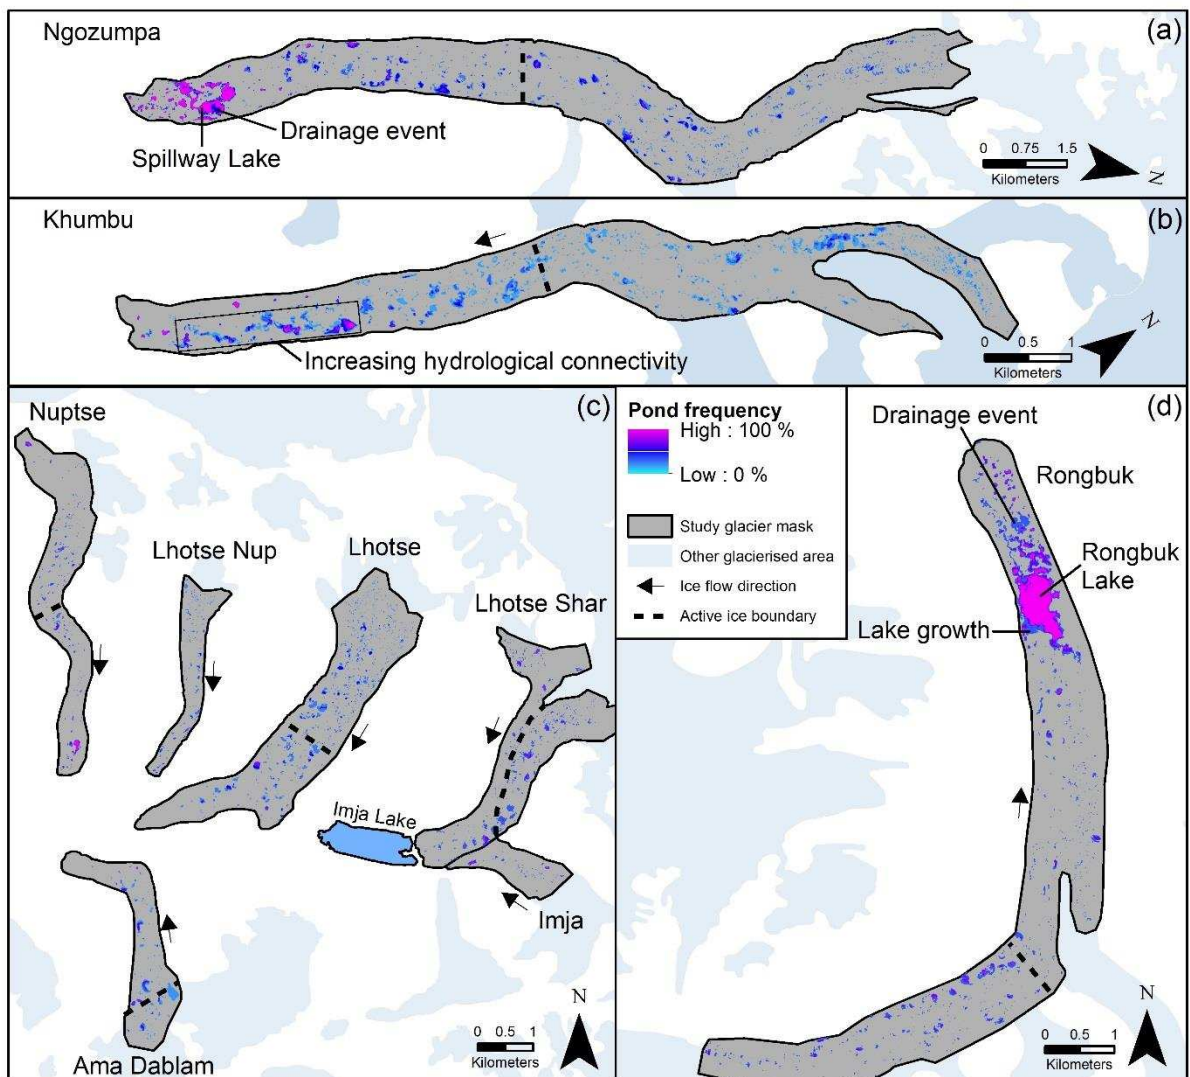 Ngozumpa
(a)
Drainage event
Spillway Lake
0 0.75 1.5
Kilometers
N
Khumbu
(b)
Increasing hydrological connectivity
0 0.5 1
Kilometers
N
Nuptse
(c)
Lhotse Nup
Lhotse
Lhotse Shar
Imja Lake
Imja
Ama Dablam
0 0.5 1
Kilometers
N
Pond frequency
High : 100 %
Low : 0 %
Study glacier mask
Other glacierised area
Ice flow direction
Active ice boundary
(d)
Drainage event
Rongbuk
Rongbuk
Lake
Lake growth
0 0.5 1
Kilometers
N